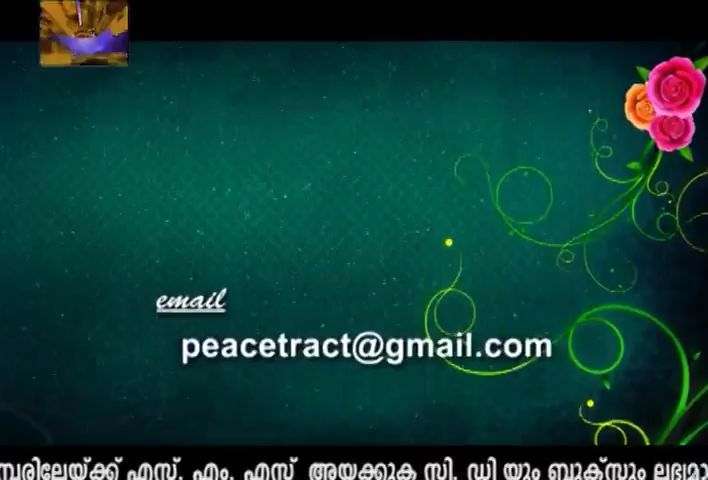 email
peacetract@gmail.com
എസ്. എം. എസ് അയക്കുക സി. ഡി യും ബുക്സും